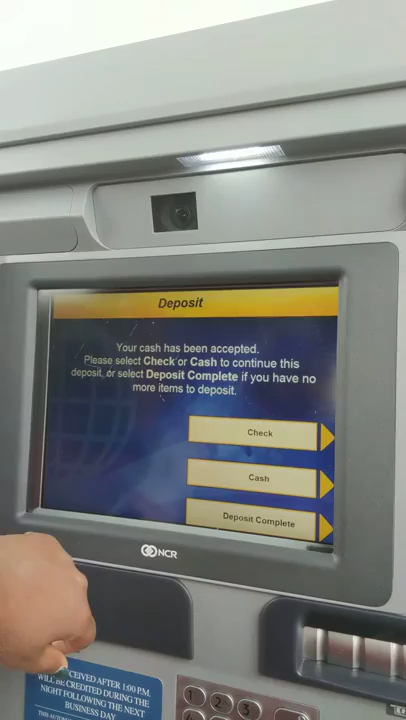 Deposit
Your cash has been accepted.
Please select Check or Cash to continue this
deposit, or select Deposit Complete if you have no
more items to deposit.
Check
Cash
Deposit Complete
NCR
CEIVED AFTER 1:00 P.M.
WILL BE CREDITED DURING THE
NIGHT FOLLOWING THE NEXT
BUSINESS DAY
THIS AUTOM
1 2 3